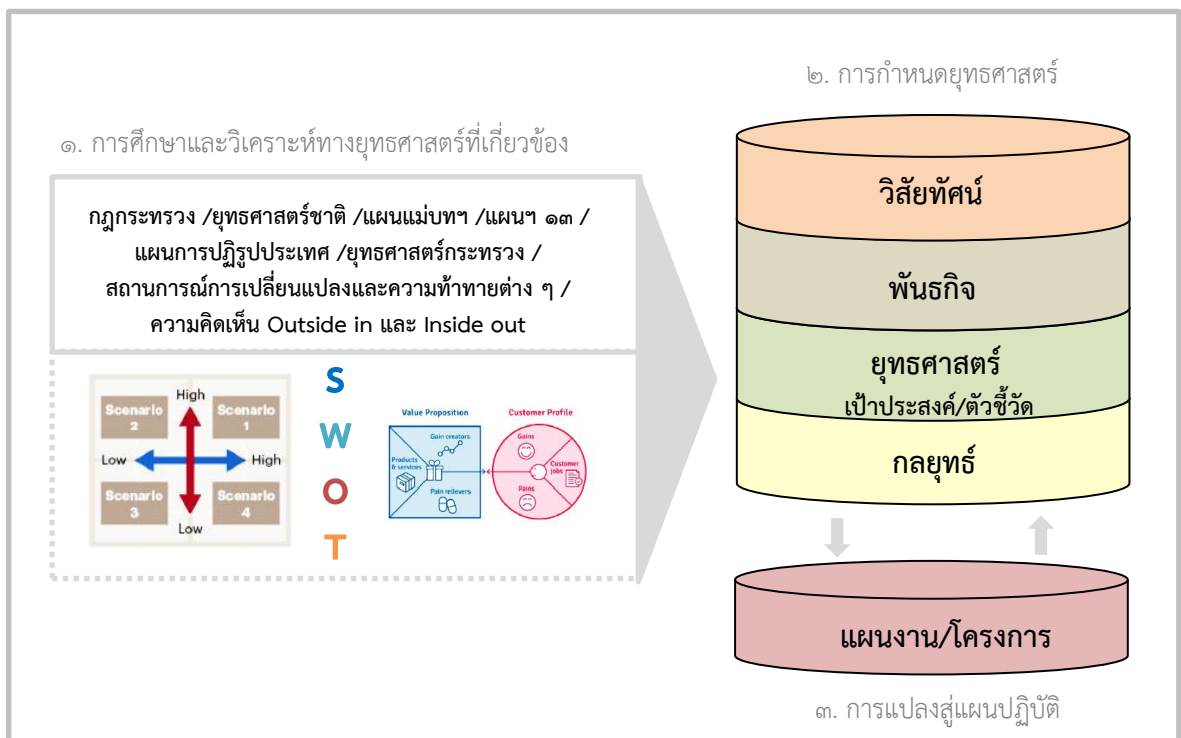 ๑. การศึกษาและวิเคราะห์ทางยุทธศาสตร์ที่เกี่ยวข้อง
กฎกระทรวง /ยุทธศาสตร์ชาติ /แผนแม่บทฯ /แผนฯ ๑๓ /
แผนการปฏิรูปประเทศ /ยุทธศาสตร์กระทรวง /
สถานการณ์การเปลี่ยนแปลงและความท้าทายต่าง ๆ /
ความคิดเห็น Outside in และ Inside out
High
Scenario
2
Scenario
1
Low
High
Scenario
3
Scenario
4
Low
S
W
O
T
Value Proposition
Gain creators
Products
& services
Pain relievers
Customer Profile
Gains
Customer
jobs
Pains
๒. การกำหนดยุทธศาสตร์
วิสัยทัศน์
พันธกิจ
ยุทธศาสตร์
เป้าประสงค์/ตัวชี้วัด
กลยุทธ์
แผนงาน/โครงการ
๓. การแปลงสู่แผนปฏิบัติ